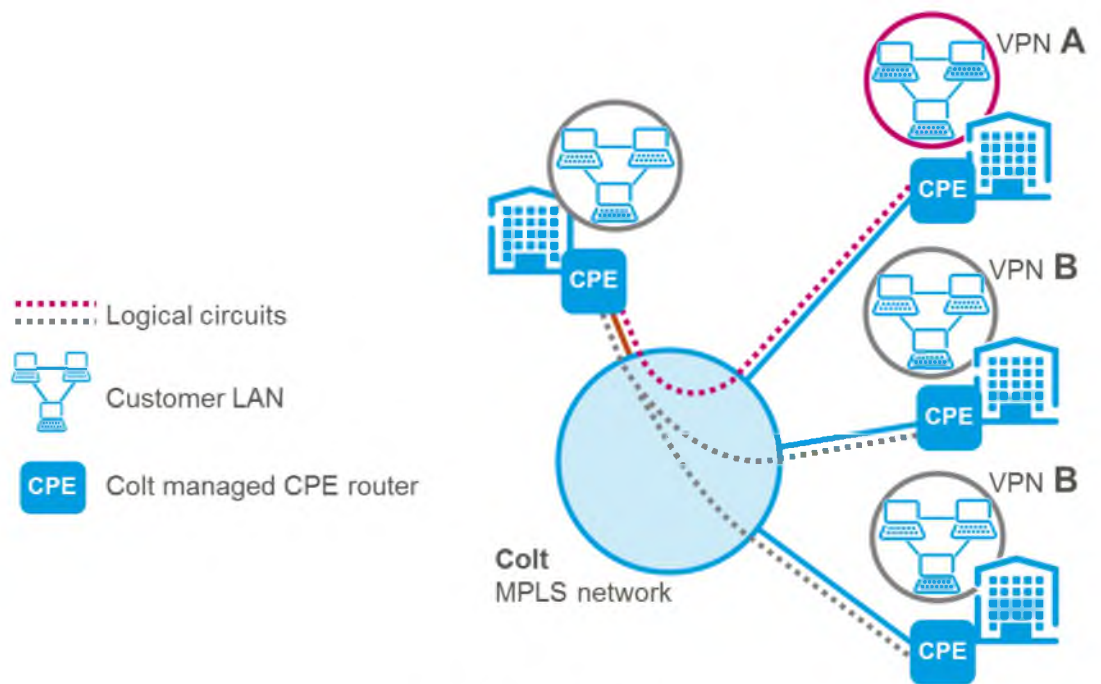 VPN A
CPE
CPE
VPN B
Logical circuits
Customer LAN
CPE
CPE Colt managed CPE router
VPN B
Colt
MPLS network
CPE